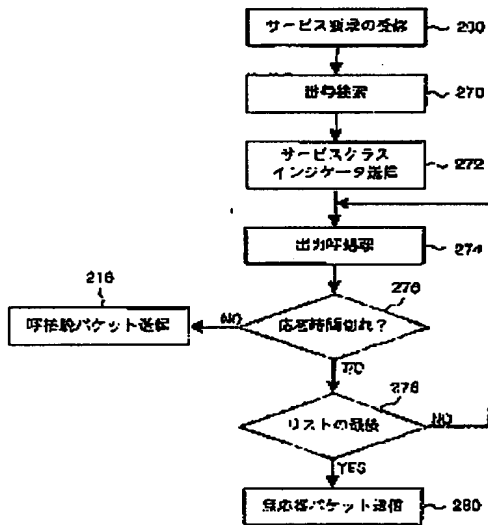 サービス要求の受信
200
番号検索
270
サービスクラス
インジケータ送信
272
出力呼処理
274
276
応答時間切れ?
NO
216
呼接続パケット送信
リストの最後
NO
YES
無応答パケット送信
280